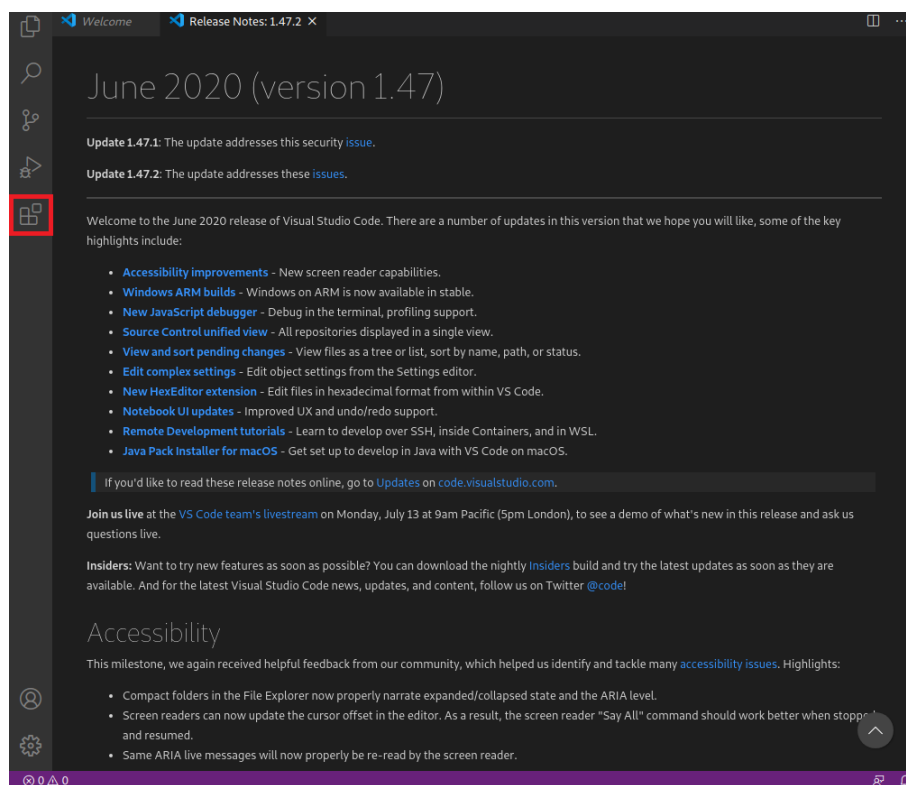 Welcome
Release Notes: 1.47.2
June 2020 (version 1.47)
Update 1.47.1: The update addresses this security issue.
Update 1.47.2: The update addresses these issues.
Welcome to the June 2020 release of Visual Studio Code. There are a number of updates in this version that we hope you will like, some of the key
highlights include:
• Accessibility improvements - New screen reader capabilities.
• Windows ARM builds - Windows on ARM is now available in stable.
• New JavaScript debugger - Debug in the terminal, profiling support.
• Source Control unified view - All repositories displayed in a single view.
• View and sort pending changes - View files as a tree or list, sort by name, path, or status.
• Edit complex settings - Edit object settings from the Settings editor.
• New HexEditor extension - Edit files in hexadecimal format from within VS Code.
• Notebook UI updates - Improved UX and undo/redo support.
• Remote Development tutorials - Learn to develop over SSH, inside Containers, and in WSL.
• Java Pack Installer for macOS - Get set up to develop in Java with VS Code on macOS.
If you'd like to read these release notes online, go to Updates on code.visualstudio.com.
Join us live at the VS Code team's livestream on Monday, July 13 at 9am Pacific (5pm London), to see a demo of what's new in this release and ask us
questions live.
Insiders: Want to try new features as soon as possible? You can download the nightly Insiders build and try the latest updates as soon as they are
available. And for the latest Visual Studio Code news, updates, and content, follow us on Twitter @code!
Accessibility
This milestone, we again received helpful feedback from our community, which helped us identify and tackle many accessibility issues. Highlights:
• Compact folders in the File Explorer now properly narrate expanded/collapsed state and the ARIA level.
• Screen readers can now update the cursor offset in the editor. As a result, the screen reader "Say All" command should work better when stopped
and resumed.
• Same ARIA live messages will now properly be re-read by the screen reader.
0 0